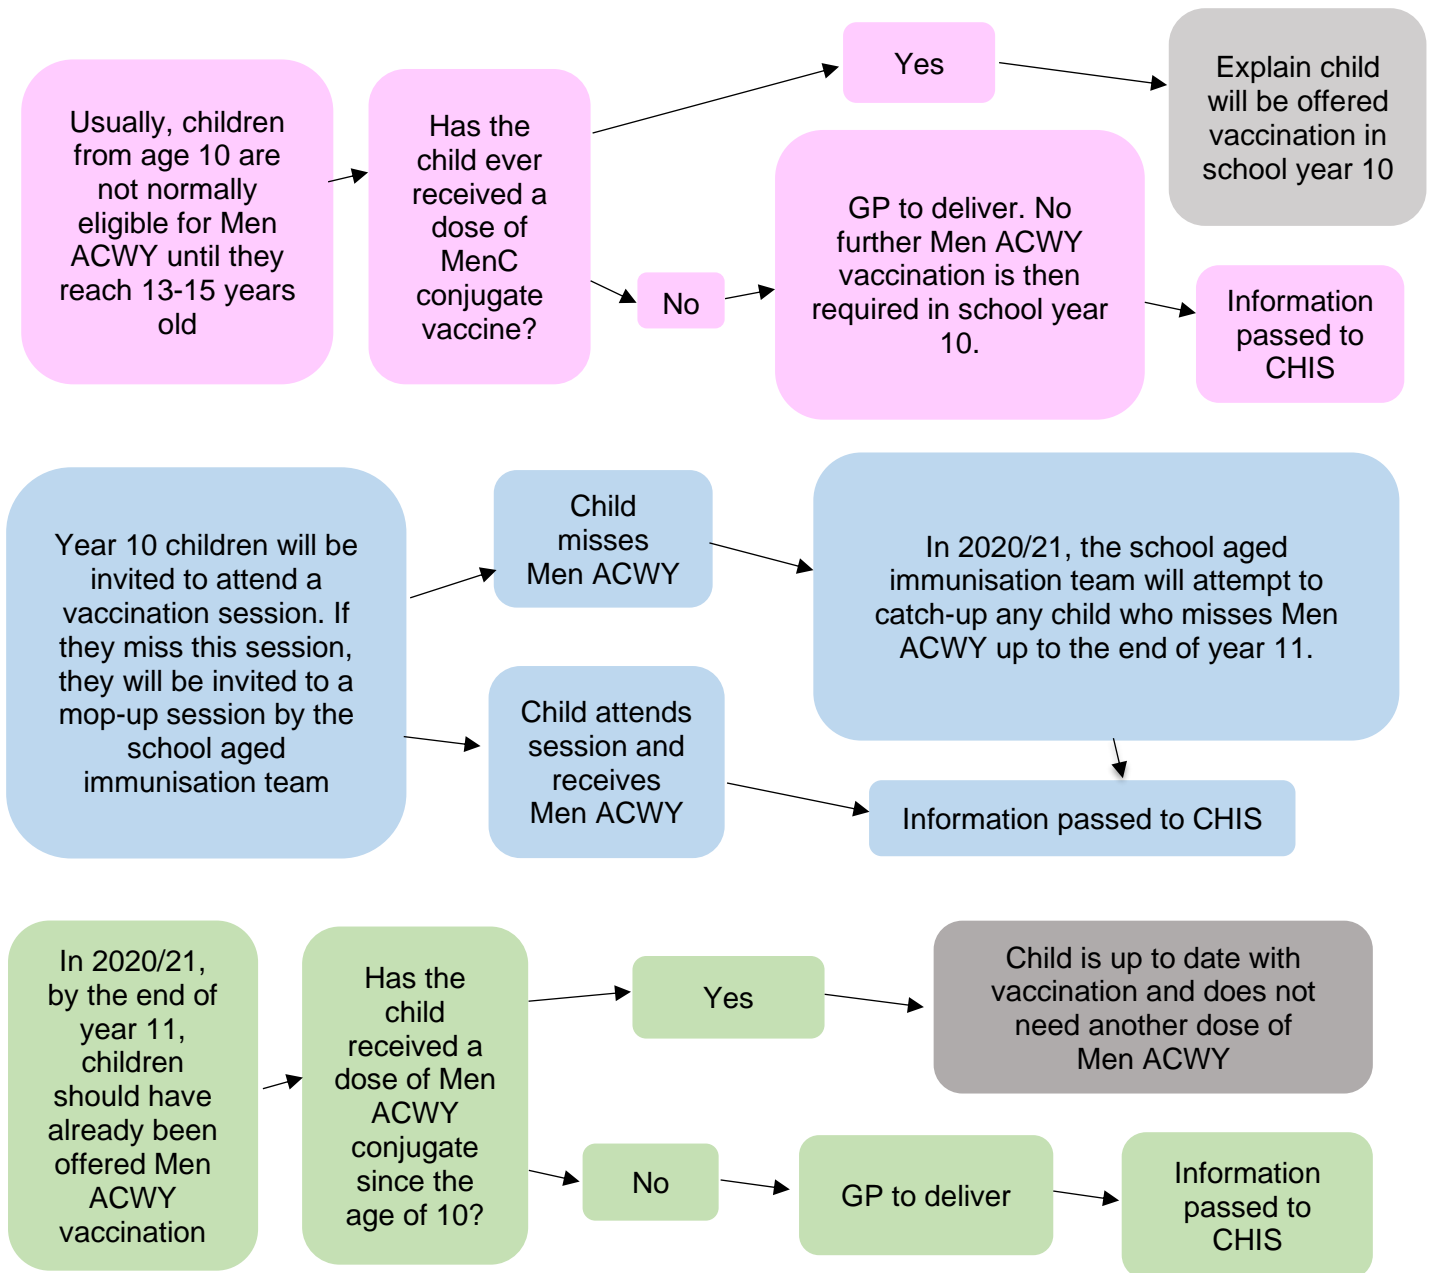 Usually, children
from age 10 are
not normally
eligible for Men
ACWY until they
reach 13-15 years
old
Has the
child ever
received a
dose of
MenC
conjugate
vaccine?
Yes
Explain child
will be offered
vaccination in
school year 10
No
GP to deliver. No
further Men ACWY
vaccination is then
required in school year
10.
Information
passed to
CHIS
Year 10 children will be
invited to attend a
vaccination session. If
they miss this session,
they will be invited to a
mop-up session by the
school aged
immunisation team
Child
misses
Men ACWY
In 2020/21, the school aged
immunisation team will attempt to
catch-up any child who misses Men
ACWY up to the end of year 11.
Child attends
session and
receives
Men ACWY
Information passed to CHIS
In 2020/21,
by the end of
year 11,
children
should have
already been
offered Men
ACWY
vaccination
Has the
child
received a
dose of Men
ACWY
conjugate
since the
age of 10?
Yes
Child is up to date with
vaccination and does not
need another dose of
Men ACWY
No
GP to deliver
Information
passed to
CHIS